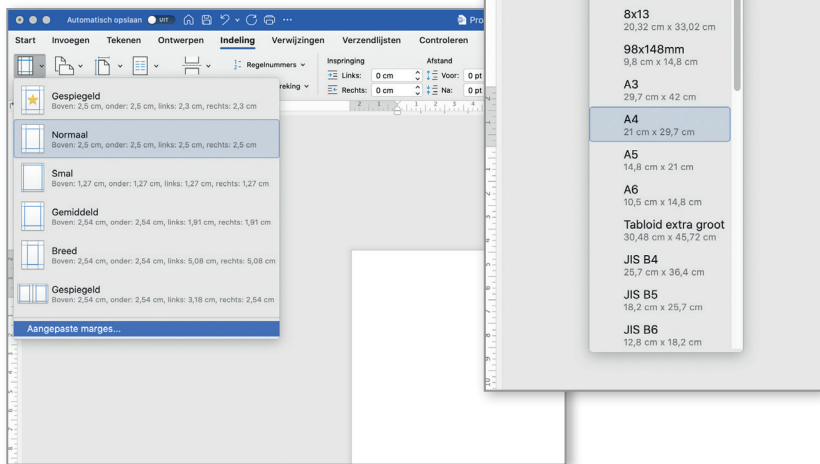 Automatisch opslaan UIT ... Pro
Start Invoegen Tekenen Ontwerpen Indeling Verwijzingen Verzendlijsten Controleren
Regelnummers
Inspringing Afstand
Links: 0 cm Voor: 0 pt
Rechts: 0 cm Na: 0 pt
reking
2 1 1 2 3 4
Gespiegeld
Boven: 2,5 cm, onder: 2,5 cm, links: 2,3 cm, rechts: 2,3 cm
Normaal
Boven: 2,5 cm, onder: 2,5 cm, links: 2,5 cm, rechts: 2,5 cm
Smal
Boven: 1,27 cm, onder: 1,27 cm, links: 1,27 cm, rechts: 1,27 cm
Gemiddeld
Boven: 2,54 cm, onder: 2,54 cm, links: 1,91 cm, rechts: 1,91 cm
Breed
Boven: 2,54 cm, onder: 2,54 cm, links: 5,08 cm, rechts: 5,08 cm
Gespiegeld
Boven: 2,54 cm, onder: 2,54 cm, links: 3,18 cm, rechts: 2,54 cm
Aangepaste marges...
8x13
20,32 cm x 33,02 cm
98x148mm
9,8 cm x 14,8 cm
A3
29,7 cm x 42 cm
A4
21 cm x 29,7 cm
A5
14,8 cm x 21 cm
A6
10,5 cm x 14,8 cm
Tabloid extra groot
30,48 cm x 45,72 cm
JIS B4
25,7 cm x 36,4 cm
JIS B5
18,2 cm x 25,7 cm
JIS B6
12,8 cm x 18,2 cm